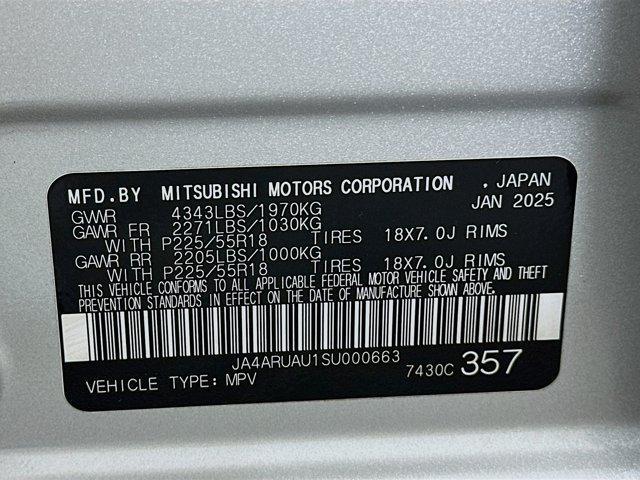 MFD.BY MITSUBISHI MOTORS CORPORATION , JAPAN
GVWR 4343LBS/1970KG JAN 2025
GAWR FR 2271LBS/1030KG
WITH P225/55R18 TIRES 18X7.0J RIMS
GAWR RR 2205LBS/1000KG
WITH P225/55R18 TIRES 18X7.0J RIMS
THIS VEHICLE CONFORMS TO ALL APPLICABLE FEDERAL MOTOR VEHICLE SAFETY AND THEFT
PREVENTION STANDARDS IN EFFECT ON THE DATE OF MANUFACTURE SHOWN ABOVE.
JA4ARUAU1SU000663
VEHICLE TYPE: MPV 7430C 357